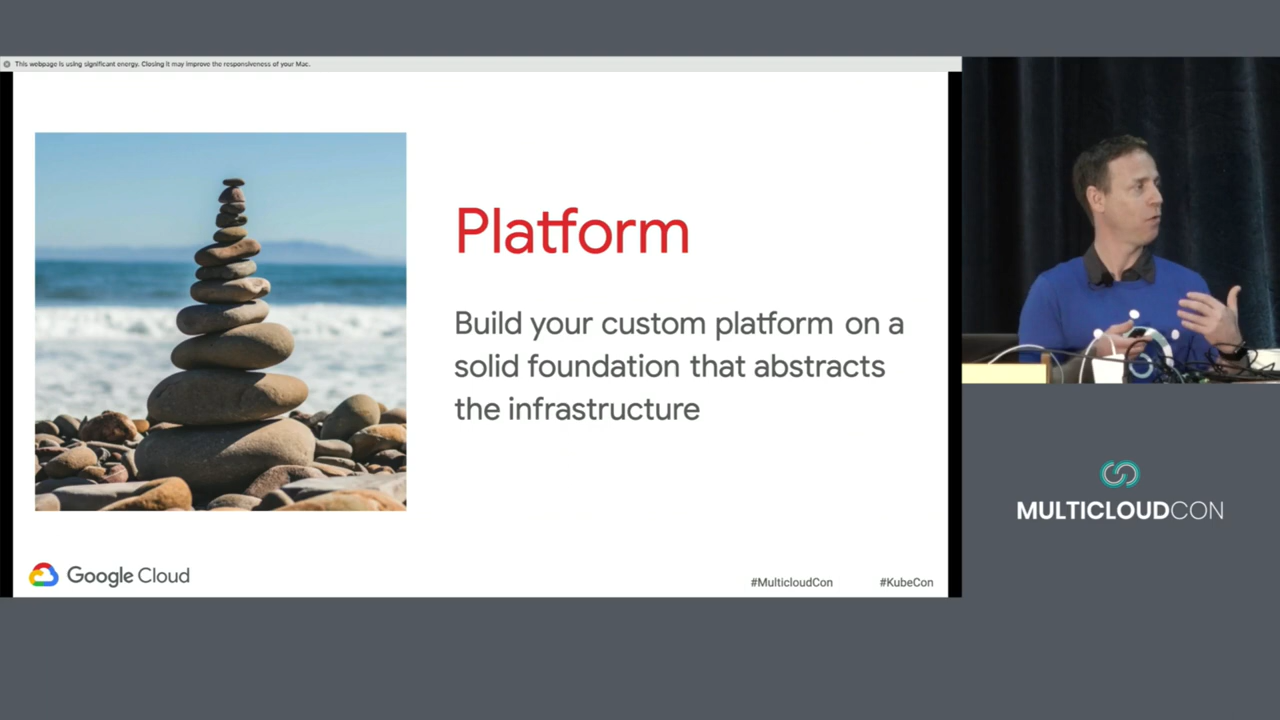 This webpage is using significant energy. Closing it may improve the responsiveness of your Mac.
Platform
Build your custom platform on a
solid foundation that abstracts
the infrastructure
Google Cloud
#MulticloudCon
#KubeCon
MULTICLOUDCON